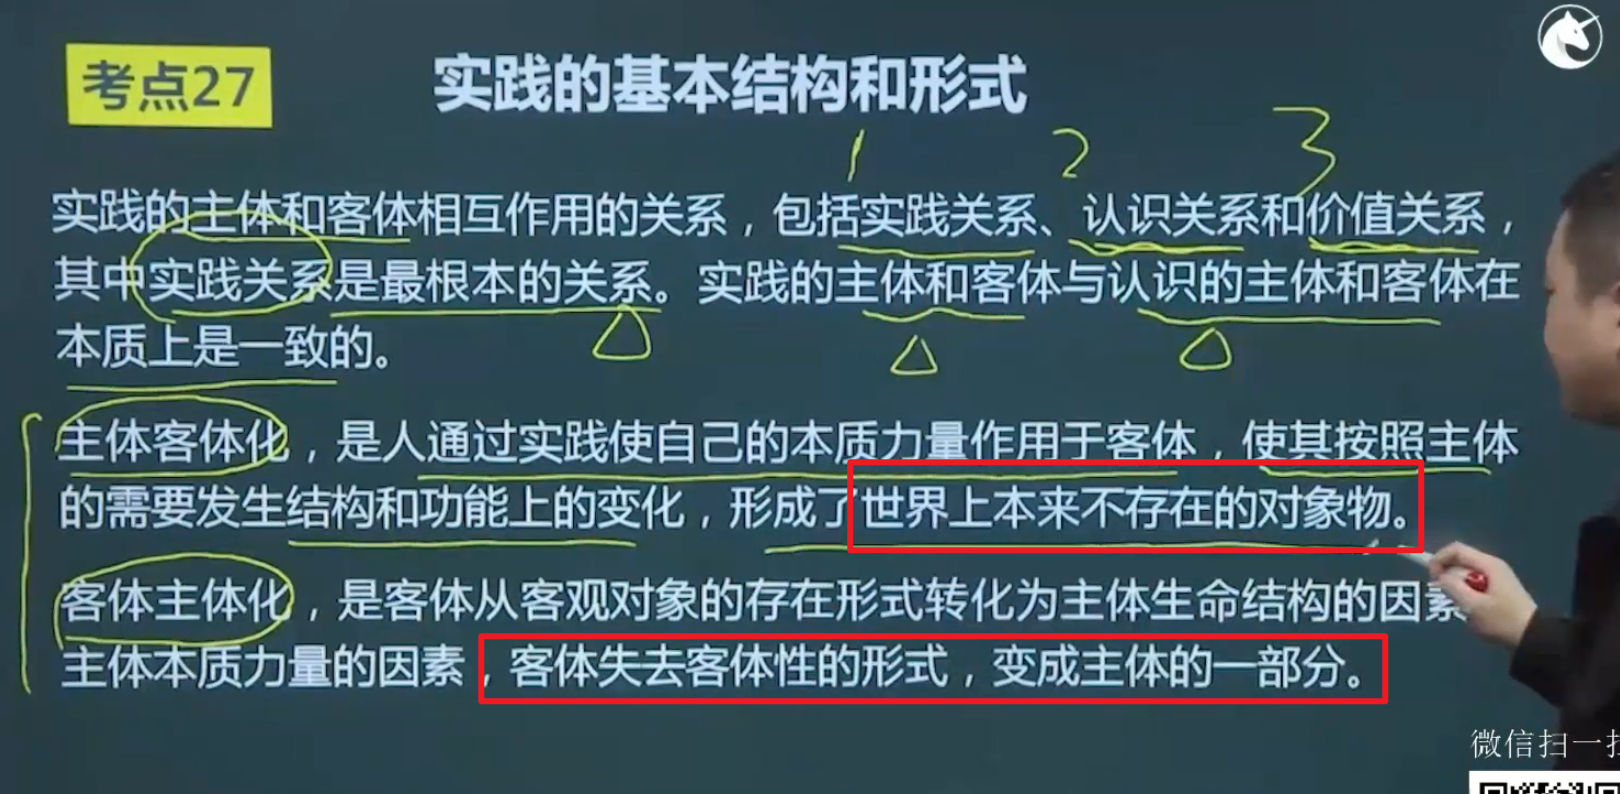 考点27
实践的基本结构和形式
1 2 3
实践的主体和客体相互作用的关系，包括实践关系、认识关系和价值关系，
其中实践关系是最根本的关系。实践的主体和客体与认识的主体和客体在
本质上是一致的。
主体客体化，是人通过实践使自己的本质力量作用于客体，使其按照主体
的需要发生结构和功能上的变化，形成了世界上本来不存在的对象物。
客体主体化，是客体从客观对象的存在形式转化为主体生命结构的因素
主体本质力量的因素，客体失去客体性的形式，变成主体的一部分。
微信扫一扫